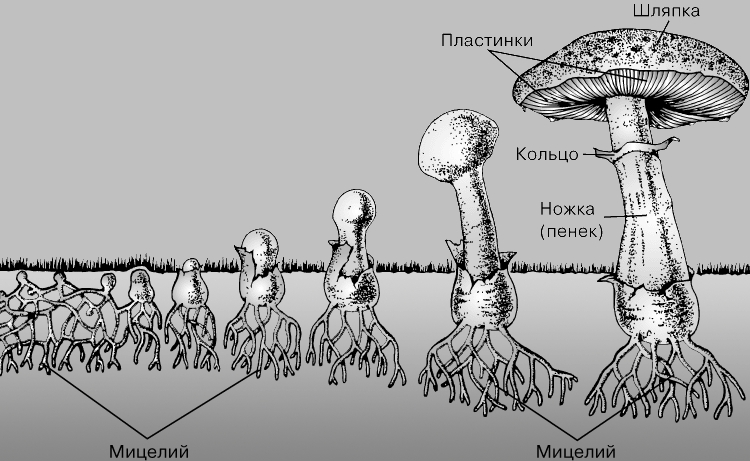 Шляпка
Пластинки
Кольцо
Ножка
(пенек)
Мицелий
Мицелий